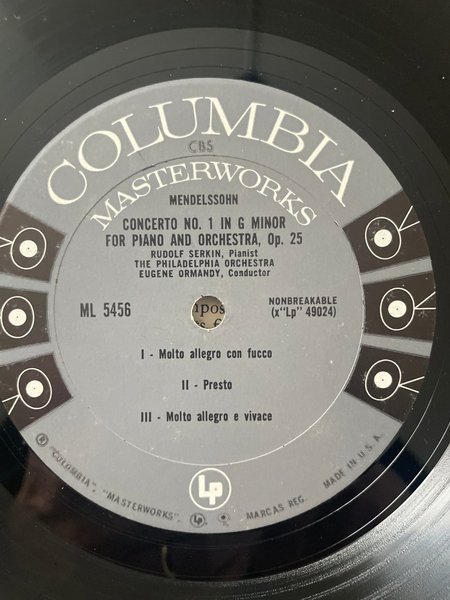 COLUMBIA
CBS
MASTERWORKS
MENDELSSOHN
CONCERTO NO. 1 IN G MINOR
FOR PIANO AND ORCHESTRA, Op. 25
RUDOLF SERKIN, Pianist
THE PHILADELPHIA ORCHESTRA
EUGENE ORMANDY, Conductor
ML 5456
NONBREAKABLE
(x"Lp" 49024)
I - Molto allegro con fucco
II - Presto
III - Molto allegro e vivace
Lp
® "COLUMBIA", "MASTERWORKS", Lp, MARCAS REG. MADE IN U.S.A.